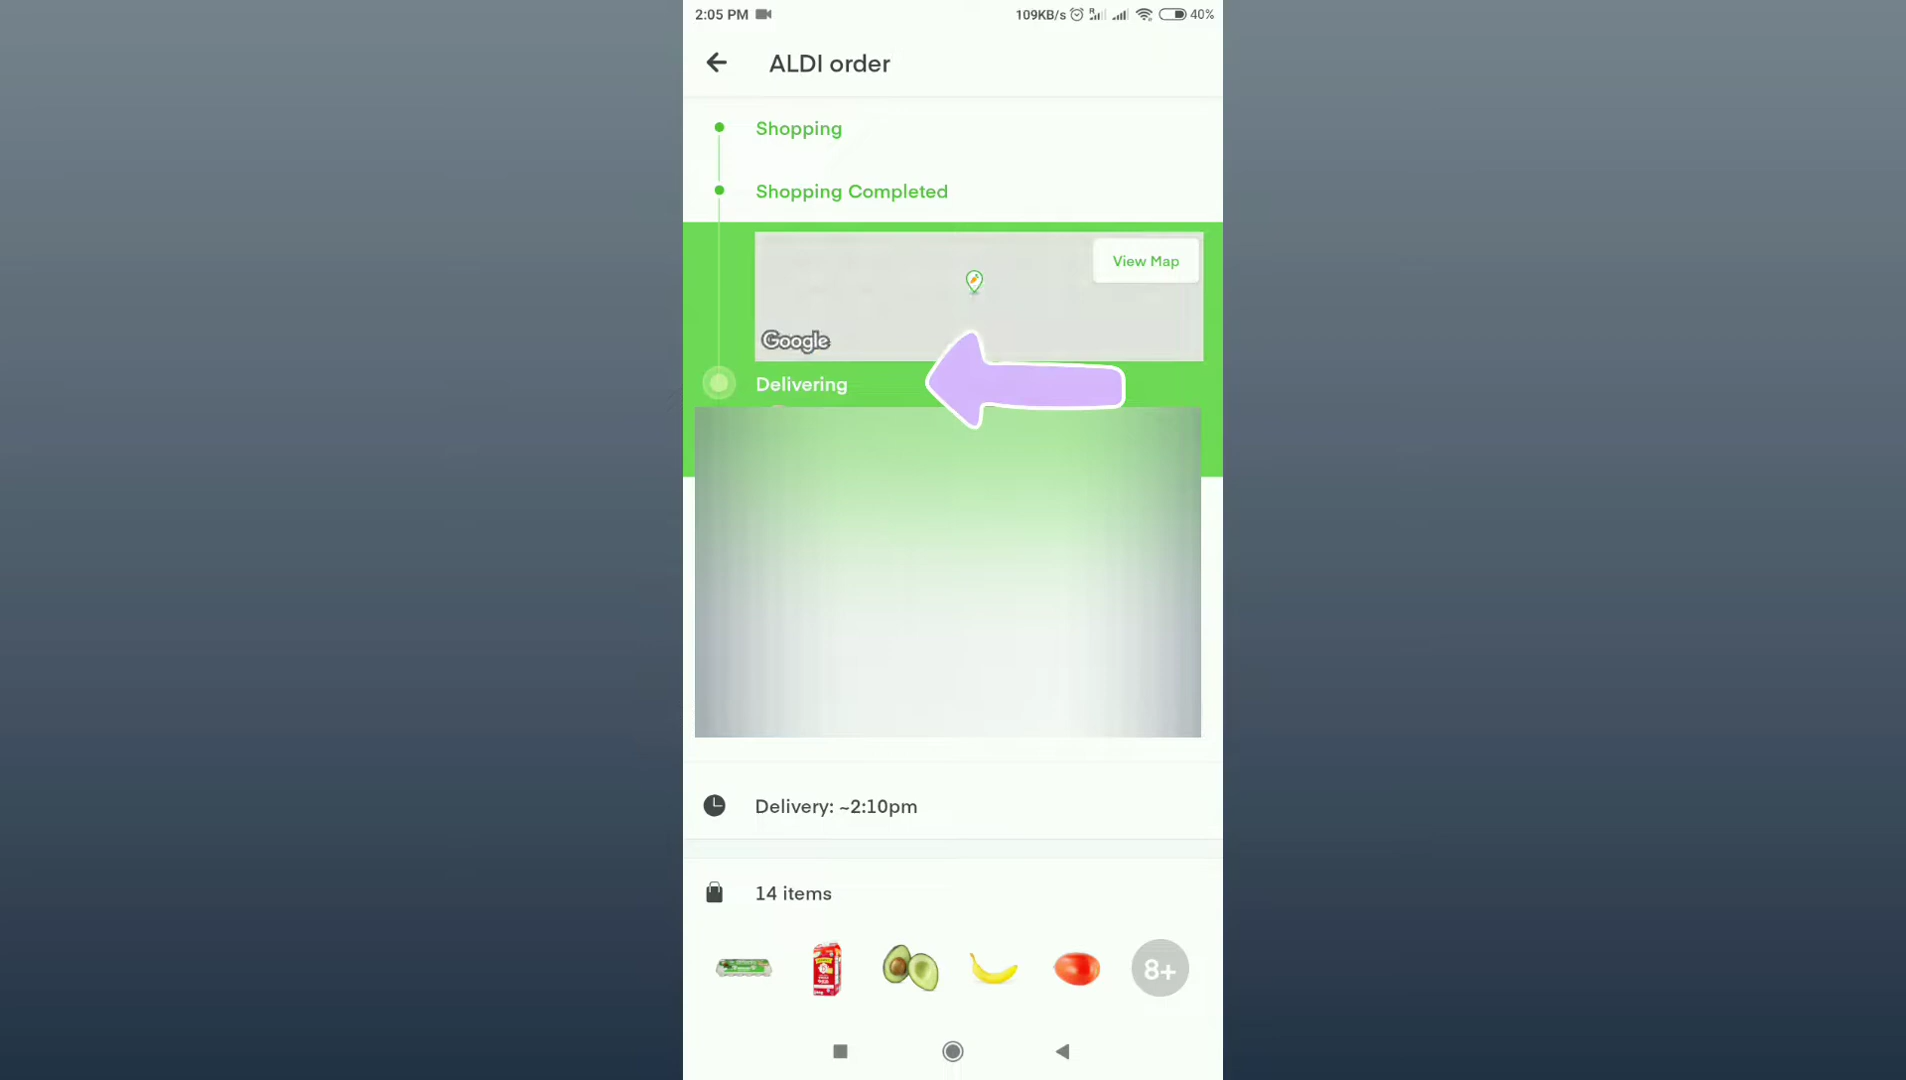 2:05 PM 109KB/s R 40%
ALDI order
Shopping
Shopping Completed
View Map
Google
Delivering
Delivery: ~2:10pm
14 items
8+